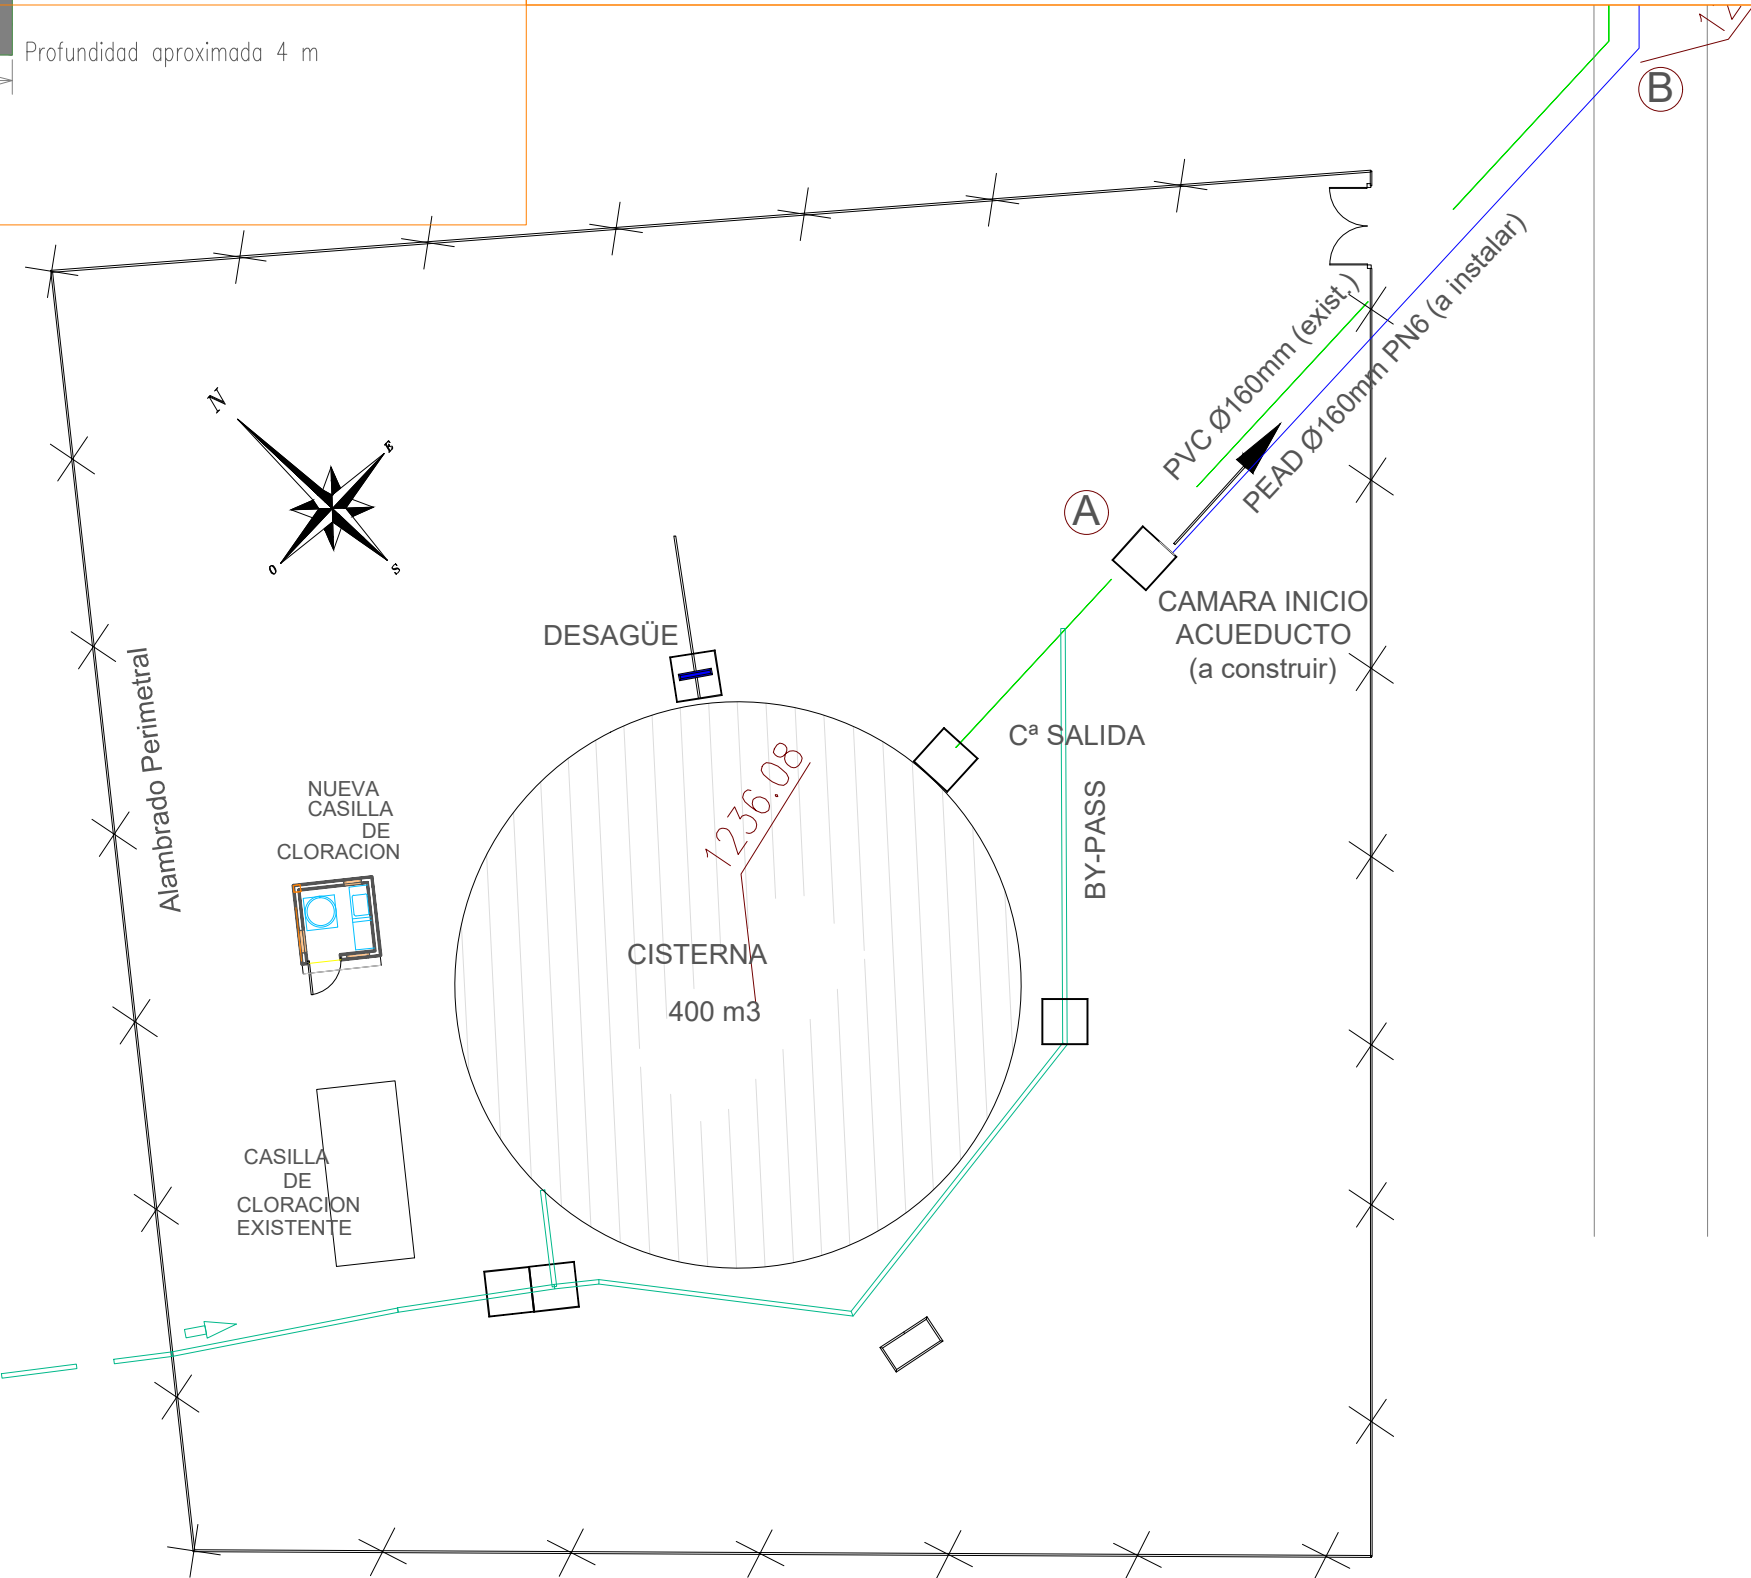 Profundidad aproximada 4 m
B
PVC Ø160mm (exist.)
PEAD Ø160mm PN6 (a instalar)
N
E
O
S
A
CAMARA INICIO
ACUEDUCTO
(a construir)
DESAGÜE
Cª SALIDA
BY-PASS
Alambrado Perimetral
NUEVA
CASILLA
DE
CLORACION
1236.08
CISTERNA
400 m3
CASILLA
DE
CLORACION
EXISTENTE